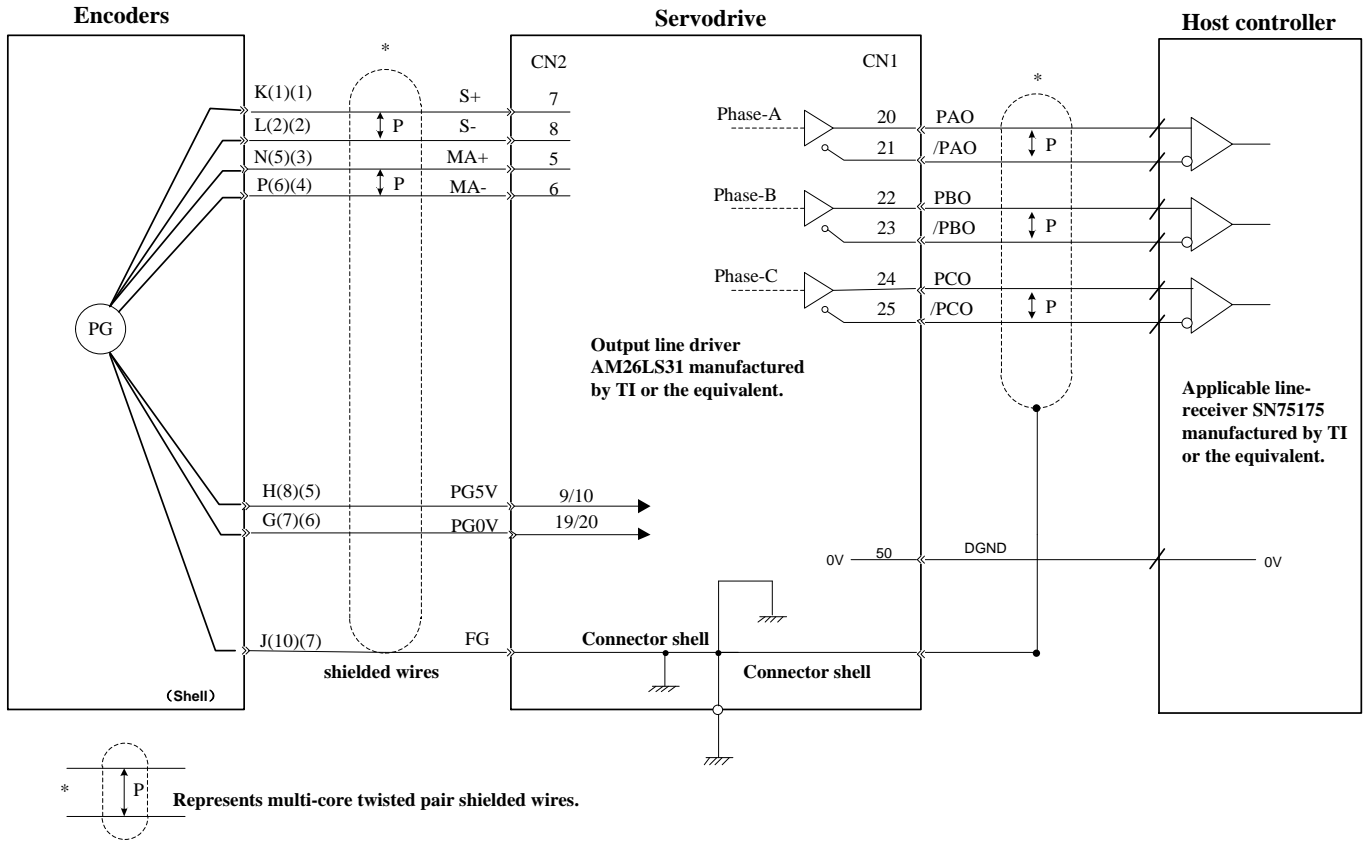 Encoders
Servodrive
Host controller
*
CN2
CN1
*
K(1)(1)
S+
7
L(2)(2)
P
S-
8
N(5)(3)
MA+
5
P(6)(4)
P
MA-
6
Phase-A
20
PAO
21
/PAO
P
Phase-B
22
PBO
23
/PBO
P
Phase-C
24
PCO
25
/PCO
P
PG
Output line driver
AM26LS31 manufactured
by TI or the equivalent.
Applicable line-
receiver SN75175
manufactured by TI
or the equivalent.
H(8)(5)
PG5V
9/10
G(7)(6)
PG0V
19/20
0V
50
DGND
0V
J(10)(7)
FG
Connector shell
shielded wires
Connector shell
(Shell)
*
P
Represents multi-core twisted pair shielded wires.